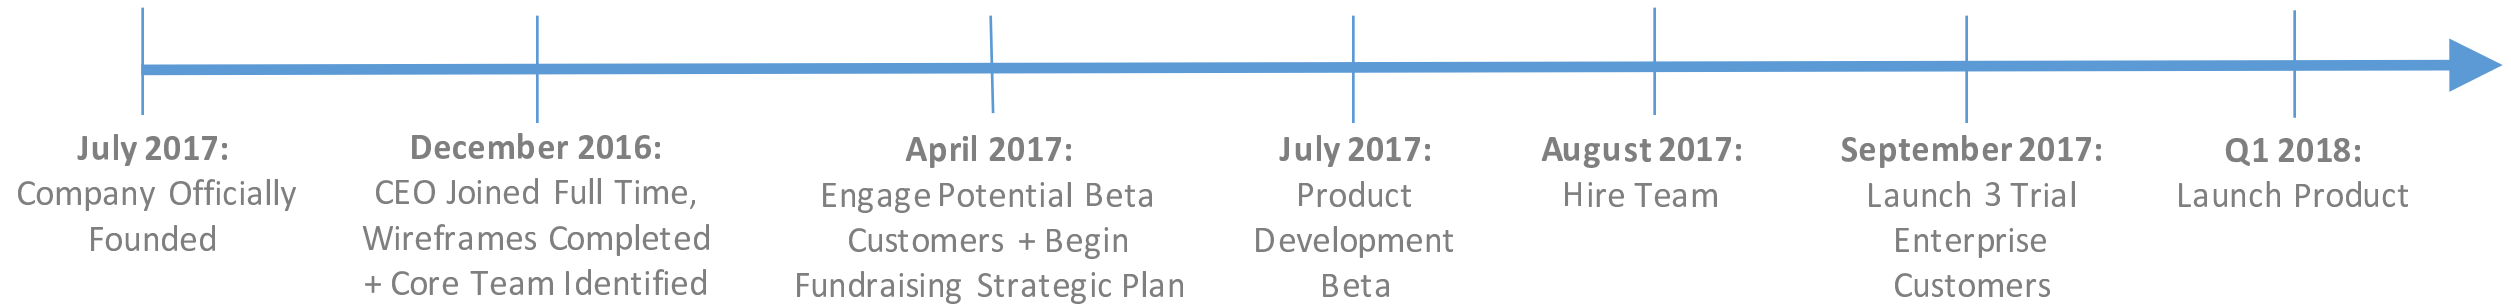 July 2017:
Company Officially
Founded
December 2016:
CEO Joined Full Time,
Wireframes Completed
+ Core Team Identified
April 2017:
Engage Potential Beta
Customers + Begin
Fundraising Strategic Plan
July 2017:
Product
Development
Beta
August 2017:
Hire Team
September 2017:
Launch 3 Trial
Enterprise
Customers
Q1 2018:
Launch Product